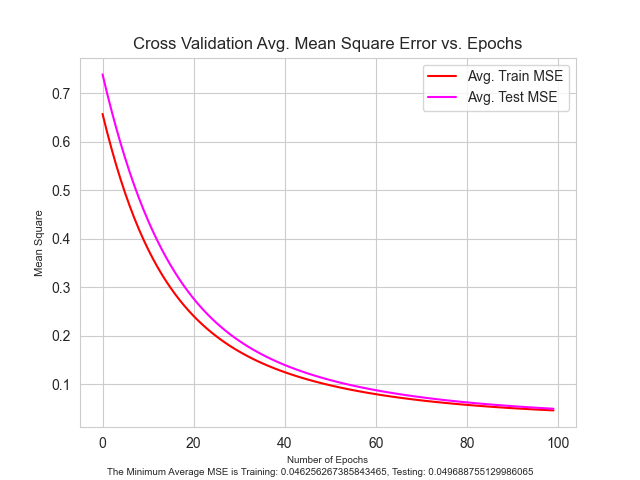 Cross Validation Avg. Mean Square Error vs. Epochs
Avg. Train MSE
Avg. Test MSE
0.7
0.6
0.5
0.4
0.3
0.2
0.1
Mean Square
0 20 40 60 80 100
Number of Epochs
The Minimum Average MSE is Training: 0.046256267385843465, Testing: 0.049688755129986065